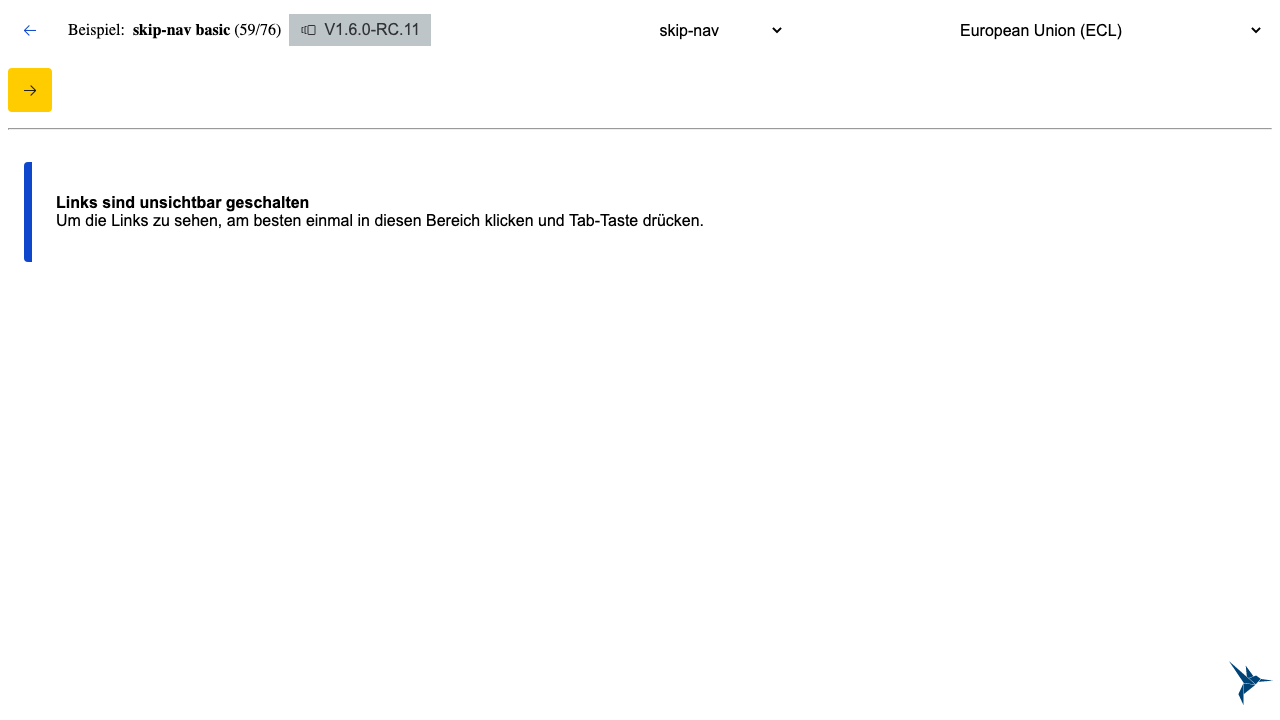 Beispiel: skip-nav basic (59/76) V1.6.0-RC.11 skip-nav European Union (ECL)
Links sind unsichtbar geschalten
Um die Links zu sehen, am besten einmal in diesen Bereich klicken und Tab-Taste drücken.